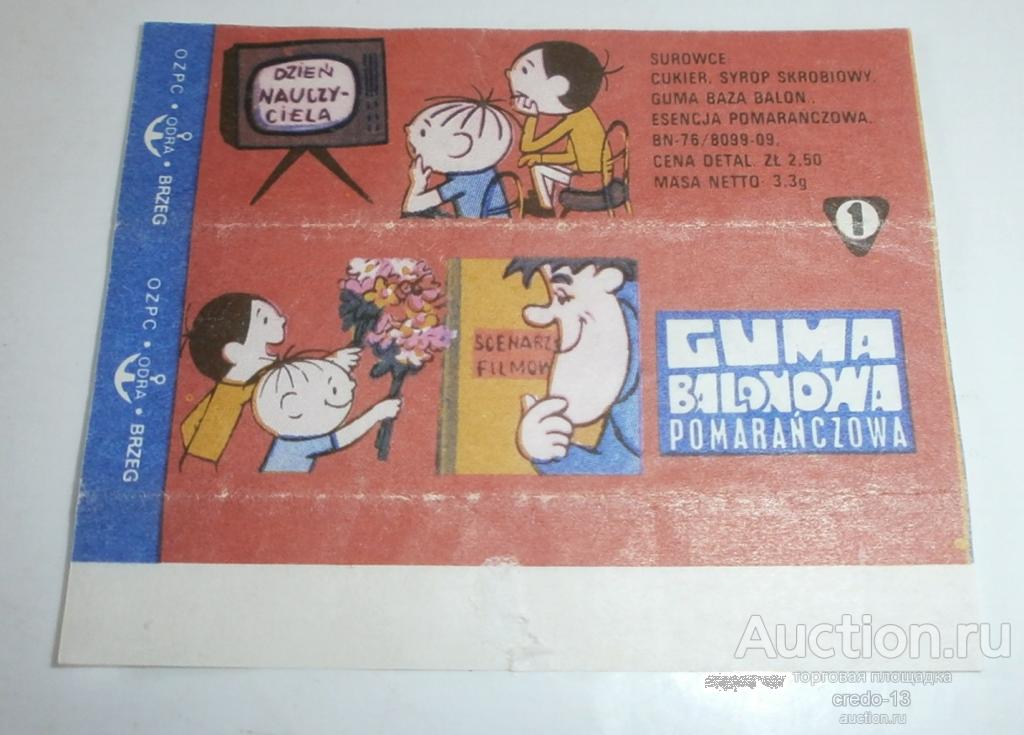 OZPC • ODRA • BRZEG
OZPC • ODRA • BRZEG
DZIEŃ
NAUCZY-
CIELA
SUROWCE
CUKIER, SYROP SKROBIOWY,
GUMA BAZA BALON.,
ESENCJA POMARAŃCZOWA.
BN-76/8099-09.
CENA DETAL. ZŁ 2,50
MASA NETTO 3,3g
1
SCENARZ
FILMOW
GUMA
BALONOWA
POMARAŃCZOWA
Auction.ru
торговая площадка
credo-13
auction.ru